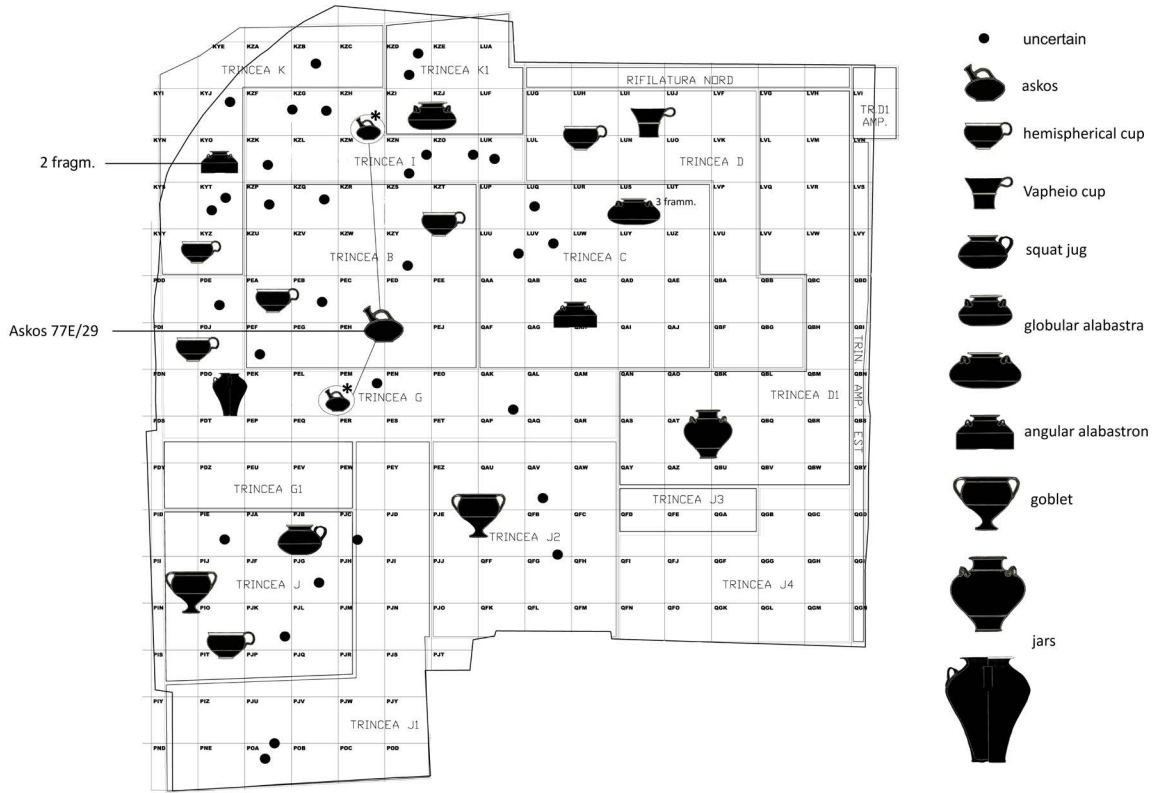 KYE KZA KZB KZC KZD KZE LUA
TRINCEA K TRINCEA K1 RIFILATURA NORD
KYI KYJ KZF KZG KZH KZI KZJ LUF LUG LUH LUI LUJ LVF LVG LVH LVI
TR.D1
AMP.
*
KYN KYO KZK KZL KZM KZN KZO LUK LUL LUN LUO LVK LVL LVM LVN
2 fragm.
TRINCEA I TRINCEA D
KYS KYT KZP KZQ KZR KZS KZT LUP LUQ LUR LUS LUT LVP LVQ LVR LVS
3 framm.
KYY KYZ KZU KZV KZW KZY LUU LUV LUW LUY LUZ LVU LVV LVW LVY
TRINCEA B TRINCEA C
PDD PDE PEA PEB PEC PED PEE QAA QAB QAC QAD QAE QBA QBB QBC QBD
Askos 77E/29
PDI PDJ PEF PEG PEH PEJ QAF QAG QAI QAJ QBF QBG QBH QBI
TRIN. AMP. EST
PDN PDO PEK PEL PEM PEN PEO QAK QAL QAM QAN QAO QBK QBL QBM QBN
*
TRINCEA G TRINCEA D1
PDS PDT PEP PEQ PER PES PET QAP QAQ QAR QAS QAT QBQ QBR QBS
PDY PDZ PEU PEV PEW PEY PEZ QAU QAV QAW QAY QAZ QBU QBV QBW QBY
TRINCEA G1 TRINCEA J3
PID PIE PJA PJB PJC PJD PJE QFB QFC QFD QFE QGA QGB QGC QGD
TRINCEA J2
PII PIJ PJF PJG PJH PJI PJJ QFF QFG QFH QFI QFJ QGF QGG QGH QGI
TRINCEA J TRINCEA J4
PIN PIO PJK PJL PJM PJN PJO QFK QFL QFM QFN QFO QGK QGL QGM QGN
PIS PIT PJP PJQ PJR PJS PJT
PIY PIZ PJU PJV PJW PJY
TRINCEA J1
PND PNE POA POB POC POD
uncertain
askos
hemispherical cup
Vapheio cup
squat jug
globular alabastra
angular alabastron
goblet
jars